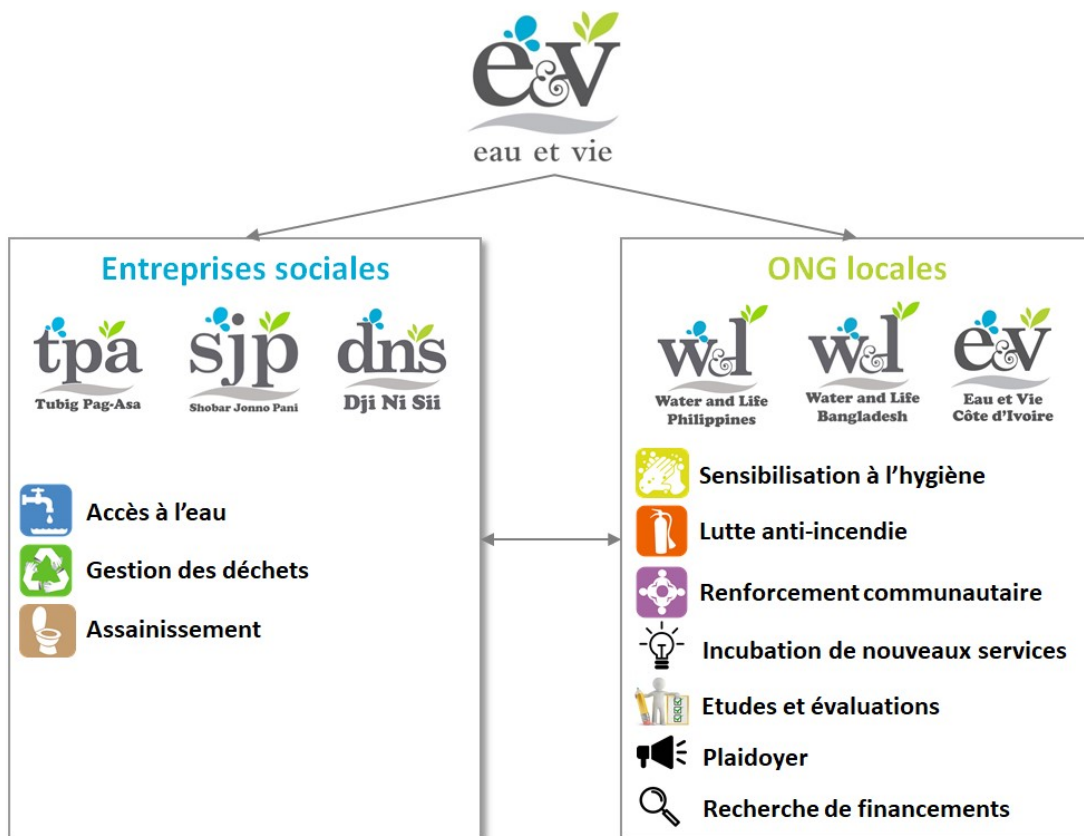 e&v
eau et vie
Entreprises sociales
tpa
Tubig Pag-Asa
sjp
Shobar Jonno Pani
dns
Dji Ni Sii
Accès à l'eau
Gestion des déchets
Assainissement
ONG locales
w&l
Water and Life
Philippines
w&l
Water and Life
Bangladesh
e&v
Eau et Vie
Côte d'Ivoire
Sensibilisation à l'hygiène
Lutte anti-incendie
Renforcement communautaire
Incubation de nouveaux services
Etudes et évaluations
Plaidoyer
Recherche de financements